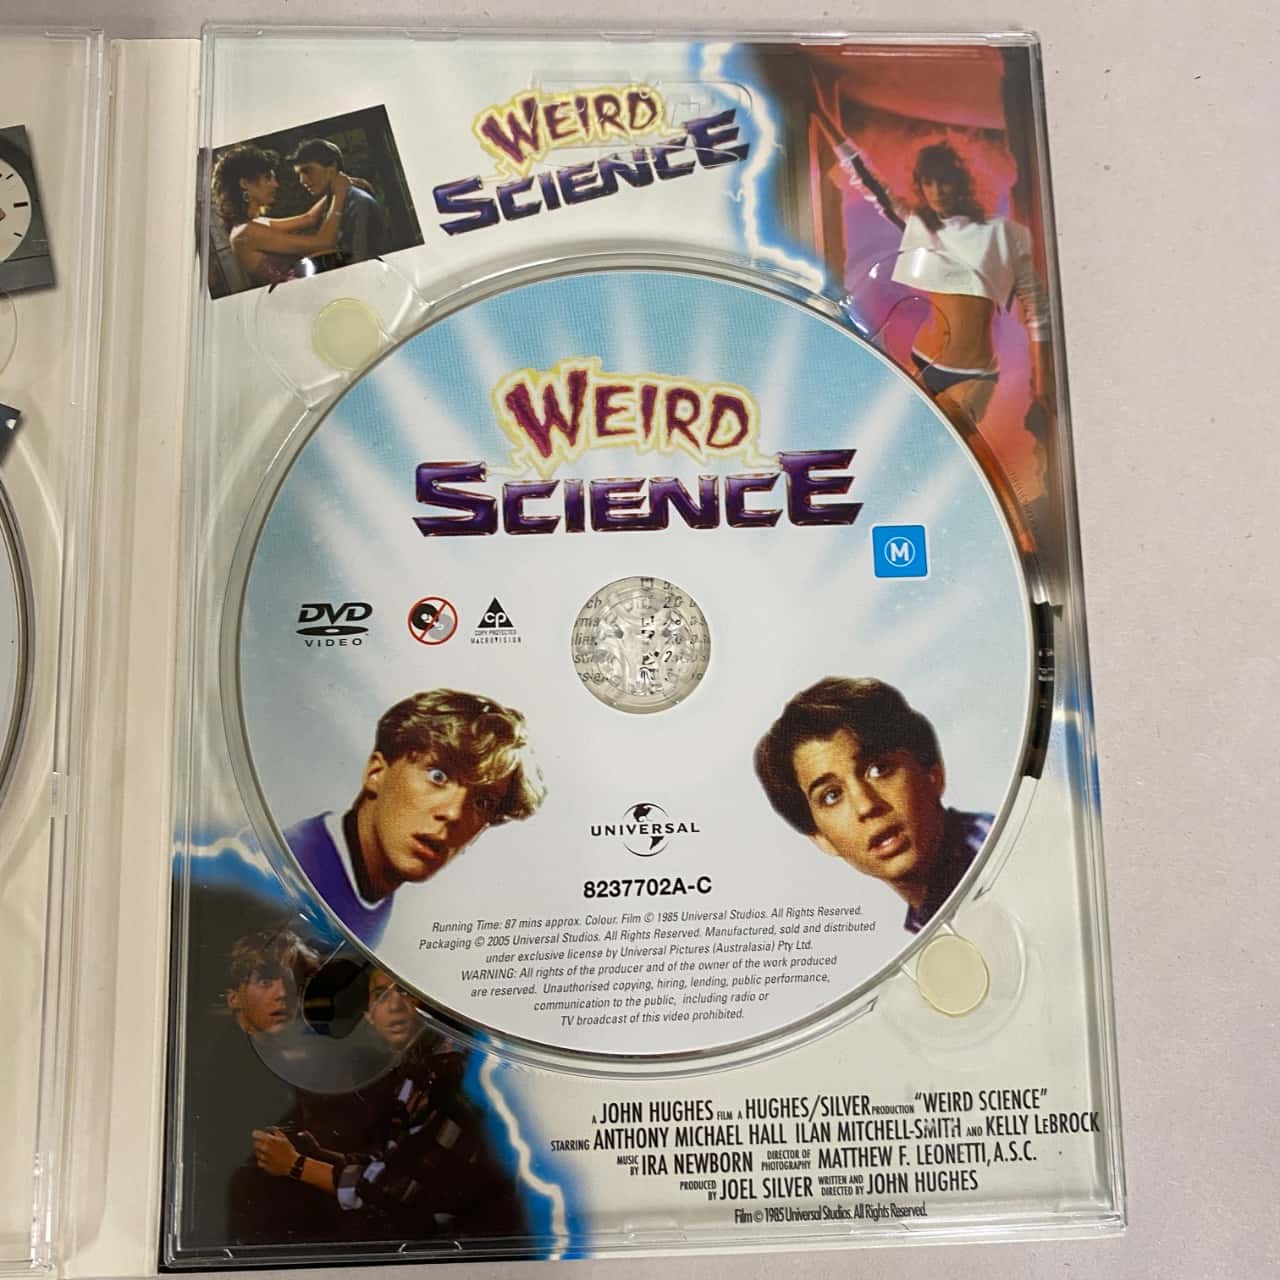 WEIRD
SCIENCE
WEIRD
SCIENCE
M
DVD
VIDEO
CP
COPY PROTECTED
MACROVISION
UNIVERSAL
8237702A-C
Running Time: 87 mins approx. Colour. Film © 1985 Universal Studios. All Rights Reserved.
Packaging © 2005 Universal Studios. All Rights Reserved. Manufactured, sold and distributed
under exclusive license by Universal Pictures (Australasia) Pty Ltd.
WARNING: All rights of the producer and of the owner of the work produced
are reserved. Unauthorised copying, hiring, lending, public performance,
communication to the public, including radio or
TV broadcast of this video prohibited.
A JOHN HUGHES FILM A HUGHES/SILVER PRODUCTION "WEIRD SCIENCE"
STARRING ANTHONY MICHAEL HALL ILAN MITCHELL-SMITH AND KELLY LeBROCK
MUSIC BY IRA NEWBORN DIRECTOR OF PHOTOGRAPHY MATTHEW F. LEONETTI, A.S.C.
PRODUCED BY JOEL SILVER WRITTEN AND DIRECTED BY JOHN HUGHES
Film © 1985 Universal Studios. All Rights Reserved.